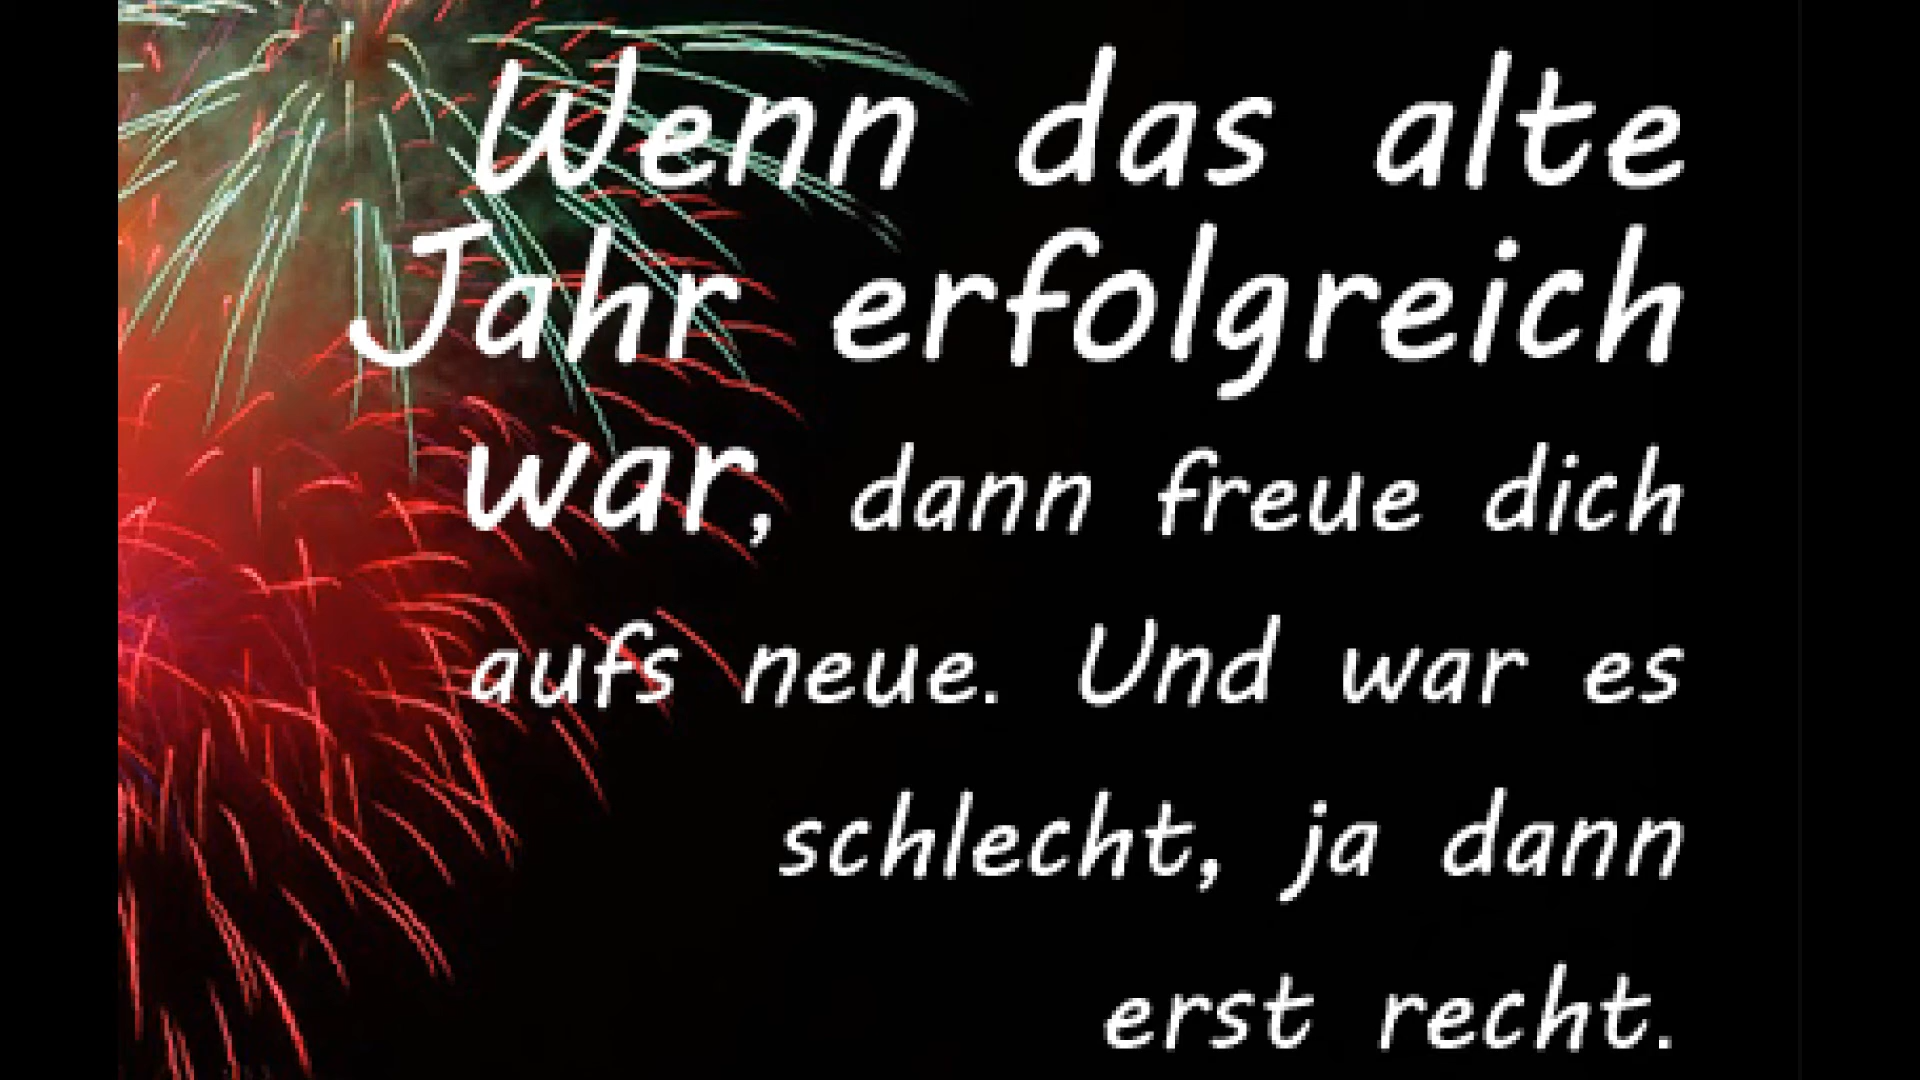 Wenn das alte
Jahr erfolgreich
war, dann freue dich
aufs neue. Und war es
schlecht, ja dann
erst recht.